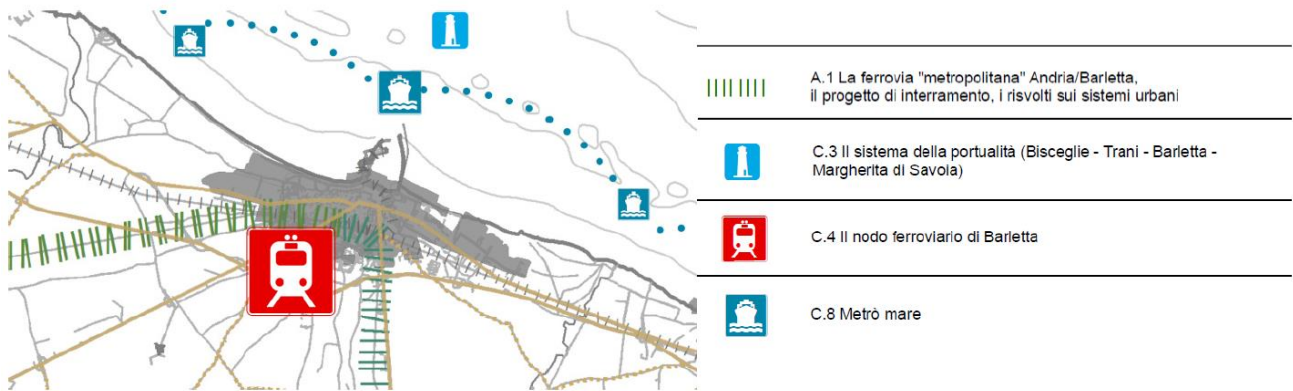 A.1 La ferrovia "metropolitana" Andria/Barletta,
il progetto di interramento, i risvolti sui sistemi urbani
C.3 Il sistema della portualità (Bisceglie - Trani - Barletta -
Margherita di Savoia)
C.4 Il nodo ferroviario di Barletta
C.8 Metrò mare